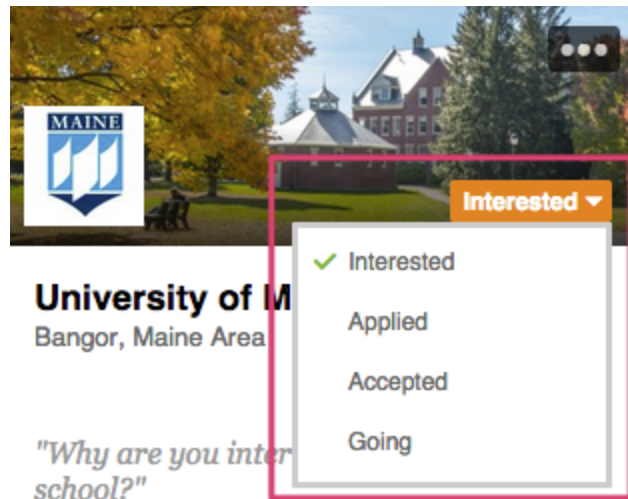 MAINE
Interested
Interested
University of M
Applied
Bangor, Maine Area
Accepted
Going
"Why are you inter
school?"